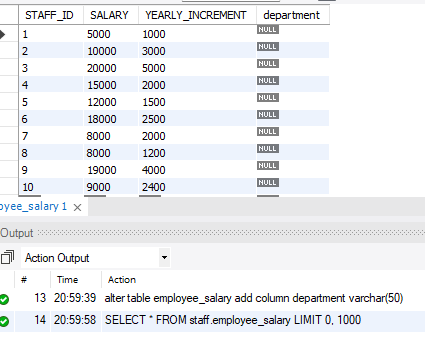 STAFF_ID SALARY YEARLY_INCREMENT department
1 5000 1000 NULL
2 10000 3000 NULL
3 20000 5000 NULL
4 15000 2000 NULL
5 12000 1500 NULL
6 18000 2500 NULL
7 8000 2000 NULL
8 8000 1200 NULL
9 19000 4000 NULL
10 9000 2400 NULL
oyee_salary 1
Output
Action Output
# Time Action
13 20:59:39 alter table employee_salary add column department varchar(50)
14 20:59:58 SELECT * FROM staff.employee_salary LIMIT 0, 1000